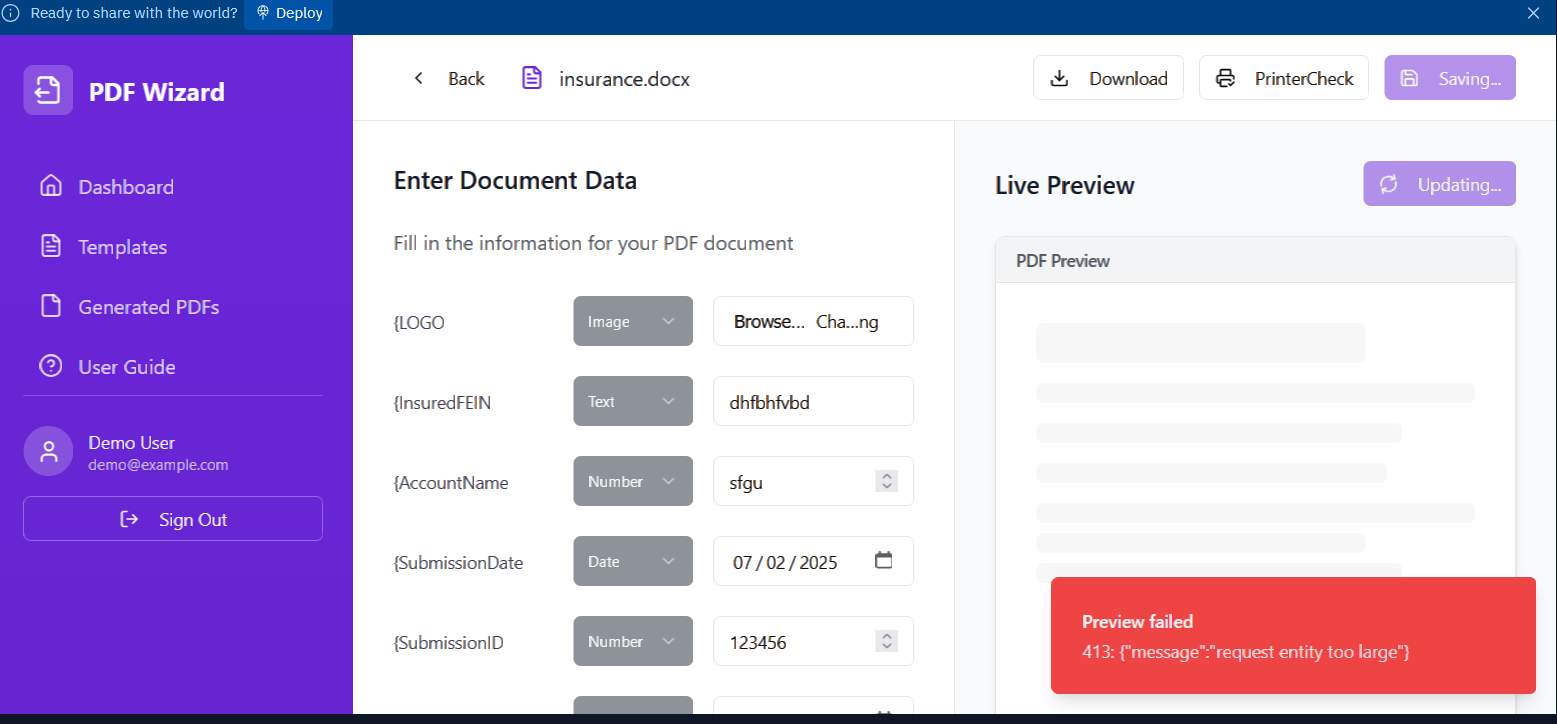 Ready to share with the world? Deploy
PDF Wizard
Dashboard
Templates
Generated PDFs
User Guide
Demo User
demo@example.com
Sign Out
Back insurance.docx Download PrinterCheck Saving...
Enter Document Data
Fill in the information for your PDF document
{LOGO Image Browse... Cha...ng
{InsuredFEIN Text dhfbhfvbd
{AccountName Number sfgu
{SubmissionDate Date 07/02/2025
{SubmissionID Number 123456
Live Preview Updating...
PDF Preview
Preview failed
413: {"message":"request entity too large"}